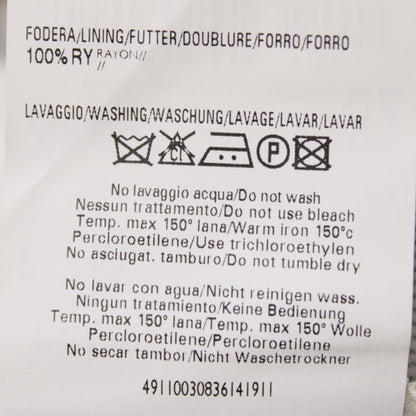 FODERA/LINING/FUTTER/DOUBLURE/FORRO/FORRO
100% RY RAYON//
//
LAVAGGIO/WASHING/WASCHUNG/LAVAGE/LAVAR/LAVAR
CL P
No lavaggio acqua/Do not wash
Nessun trattamento/Do not use bleach
Temp. max 150° lana/Warm iron 150°c
Percloroetilene/Use trichloroethylen
No asciugat. tamburo/Do not tumble dry
No lavar con agua/Nicht reinigen wass.
Ningun tratamiento/Keine Bedienung
Temp. max 150° lana/Temp. max 150° Wolle
Percloroetilene/Percloroetilene
No secar tambor/Nicht Waschetrockner
49110030836141911